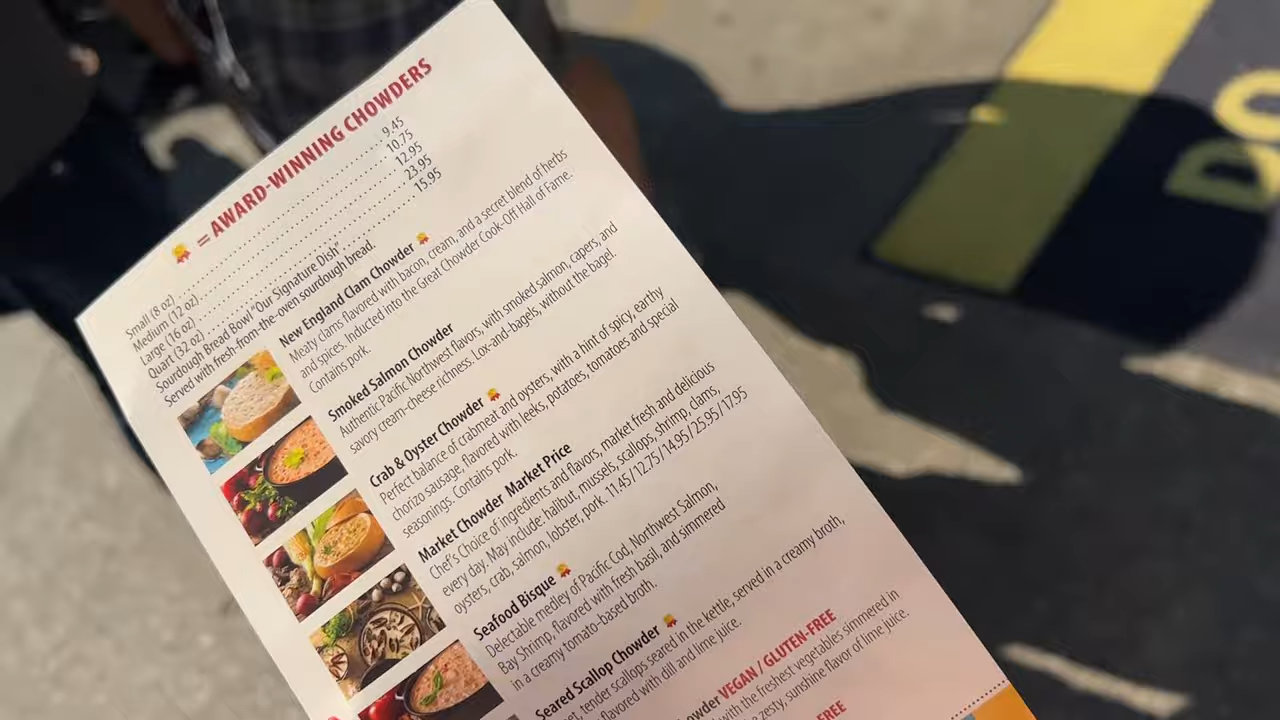 = AWARD-WINNING CHOWDERS
Small (8 oz) 9.45
Medium (12 oz) 10.75
Large (16 oz) 12.95
Quart (32 oz) 23.95
Sourdough Bread Bowl "Our Signature Dish" 15.95
Served with fresh-from-the-oven sourdough bread.
New England Clam Chowder
Meaty clams flavored with bacon, cream, and a secret blend of herbs
and spices. Inducted into the Great Chowder Cook-Off Hall of Fame.
Contains pork.
Smoked Salmon Chowder
Authentic Pacific Northwest flavors, with smoked salmon, capers, and
savory cream-cheese richness. Lox-and-bagels, without the bagel.
Crab & Oyster Chowder
Perfect balance of crabmeat and oysters, with a hint of spicy, earthy
chorizo sausage, flavored with leeks, potatoes, tomatoes and special
seasonings. Contains pork.
Market Chowder Market Price
Chef's Choice of ingredients and flavors, market fresh and delicious
every day. May include: halibut, mussels, scallops, shrimp, clams,
oysters, crab, salmon, lobster, pork. 11.45 / 12.75 / 14.95 / 25.95 / 17.95
Seafood Bisque
Delectable medley of Pacific Cod, Northwest Salmon,
Bay Shrimp, flavored with fresh basil, and simmered
in a creamy tomato-based broth.
Seared Scallop Chowder
tender scallops seared in the kettle, served in a creamy broth,
flavored with dill and lime juice.
VEGAN / GLUTEN-FREE
with the freshest vegetables simmered in
zesty, sunshine flavor of lime juice.
DO